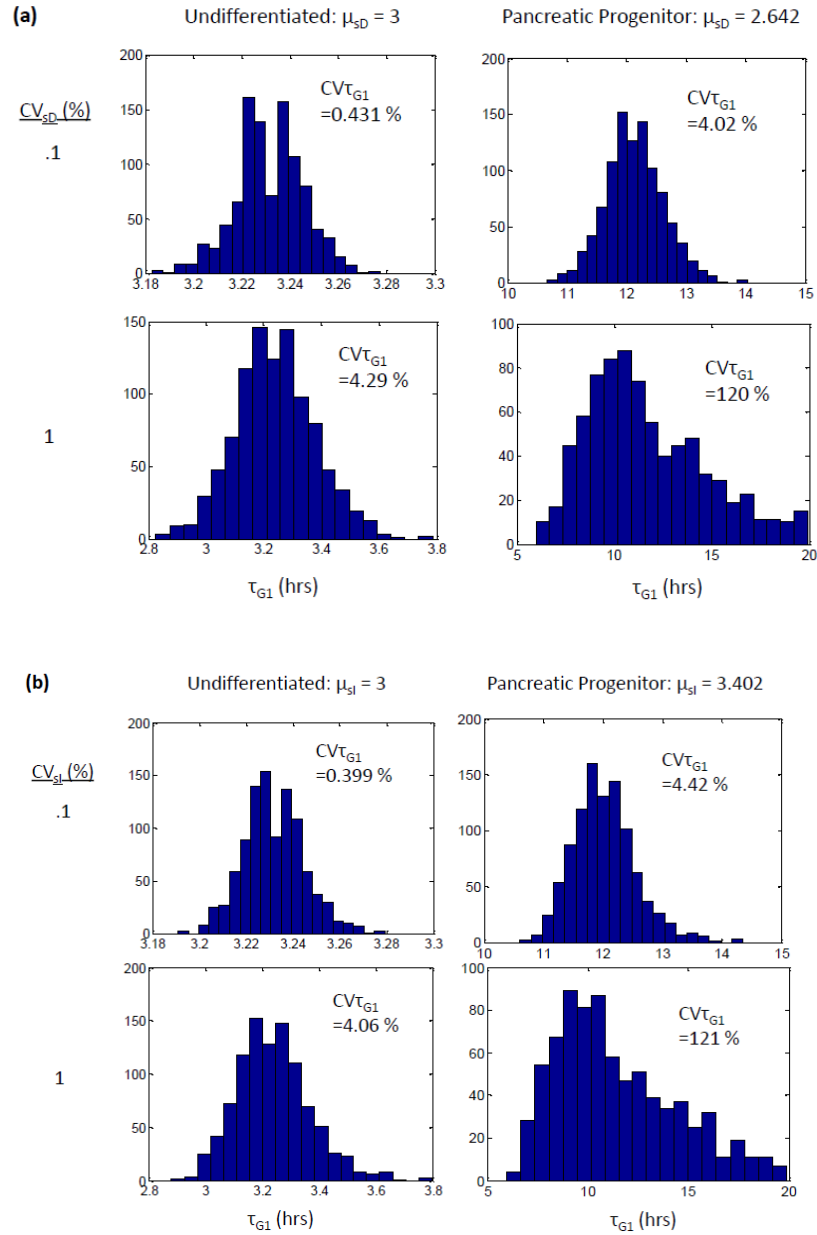 (a)
Undifferentiated: μsD = 3
Pancreatic Progenitor: μsD = 2.642
CVsD (%)
.1
200
150
100
50
0
3.18 3.2 3.22 3.24 3.26 3.28 3.3
CVτG1
=0.431 %
200
150
100
50
0
10 11 12 13 14 15
CVτG1
=4.02 %
1
150
100
50
0
2.8 3 3.2 3.4 3.6 3.8
CVτG1
=4.29 %
τG1 (hrs)
100
80
60
40
20
0
5 10 15 20
CVτG1
=120 %
τG1 (hrs)
(b)
Undifferentiated: μsI = 3
Pancreatic Progenitor: μsI = 3.402
CVsI (%)
.1
200
150
100
50
0
3.18 3.2 3.22 3.24 3.26 3.28 3.3
CVτG1
=0.399 %
200
150
100
50
0
10 11 12 13 14 15
CVτG1
=4.42 %
1
200
150
100
50
0
2.8 3 3.2 3.4 3.6 3.8
CVτG1
=4.06 %
τG1 (hrs)
100
80
60
40
20
0
5 10 15 20
CVτG1
=121 %
τG1 (hrs)